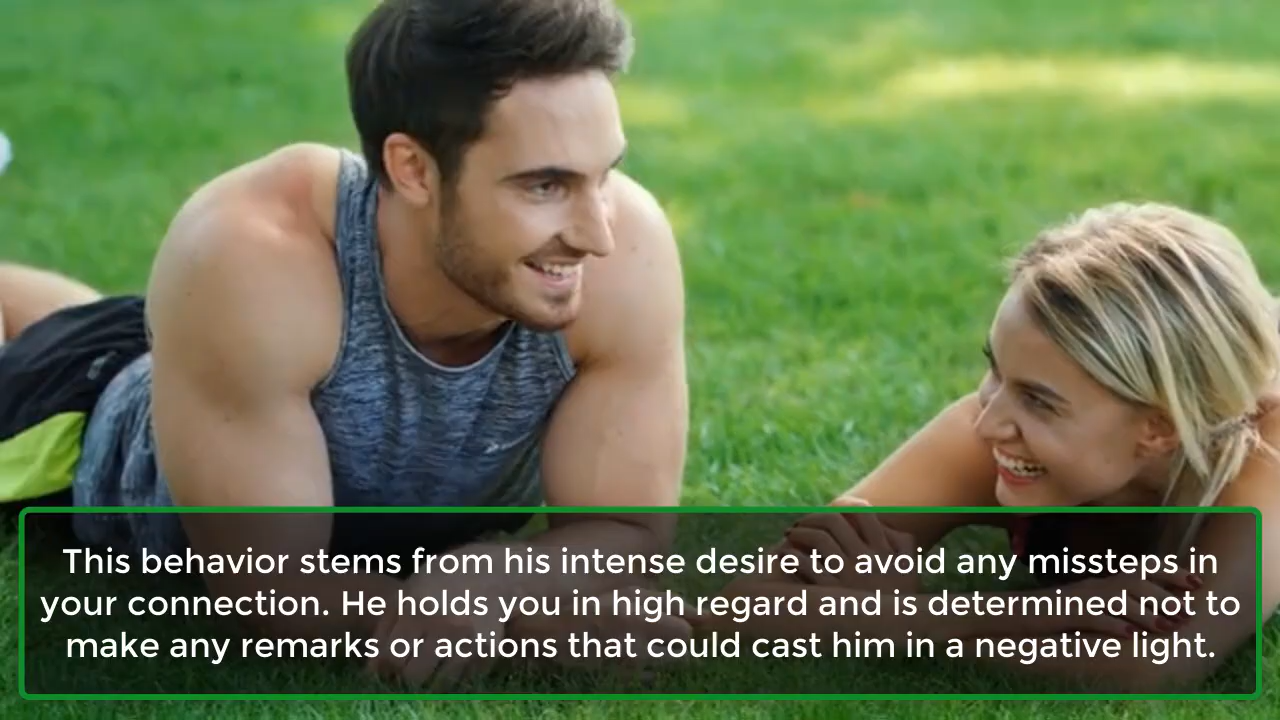 This behavior stems from his intense desire to avoid any missteps in
your connection. He holds you in high regard and is determined not to
make any remarks or actions that could cast him in a negative light.